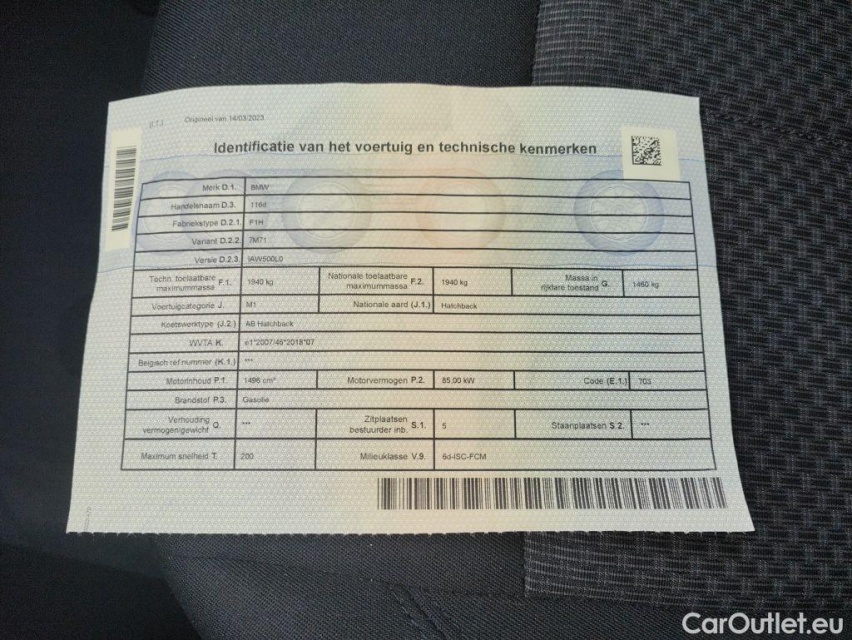 Origineel van 14/03/2023
Identificatie van het voertuig en technische kenmerken
Merk D.1. BMW
Handelsnaam D.3. 116d
Fabriekstype D.2.1. F1H
Variant D.2.2. 7M71
Versie D.2.3. IAW500L0
Techn. toelaatbare maximummassa F.1. 1940 kg Nationale toelaatbare maximummassa F.2. 1940 kg Massa in rijklare toestand G. 1460 kg
Voertuigcategorie J. M1 Nationale aard (J.1.) Hatchback
Koetswerktype (J.2.) AB Hatchback
WVTA K. e1*2007/46*2018*07
Belgisch ref nummer (K.1.) ***
Motorinhoud P.1. 1496 cm³ Motorvermogen P.2. 85,00 kW Code (E.1.) 703
Brandstof P.3. Gasolie
Verhouding vermogen/gewicht Q. *** Zitplaatsen bestuurder inb. S.1. 5 Staanplaatsen S.2. ***
Maximum snelheid T. 200 Milieuklasse V.9. 6d-ISC-FCM
CarOutlet.eu